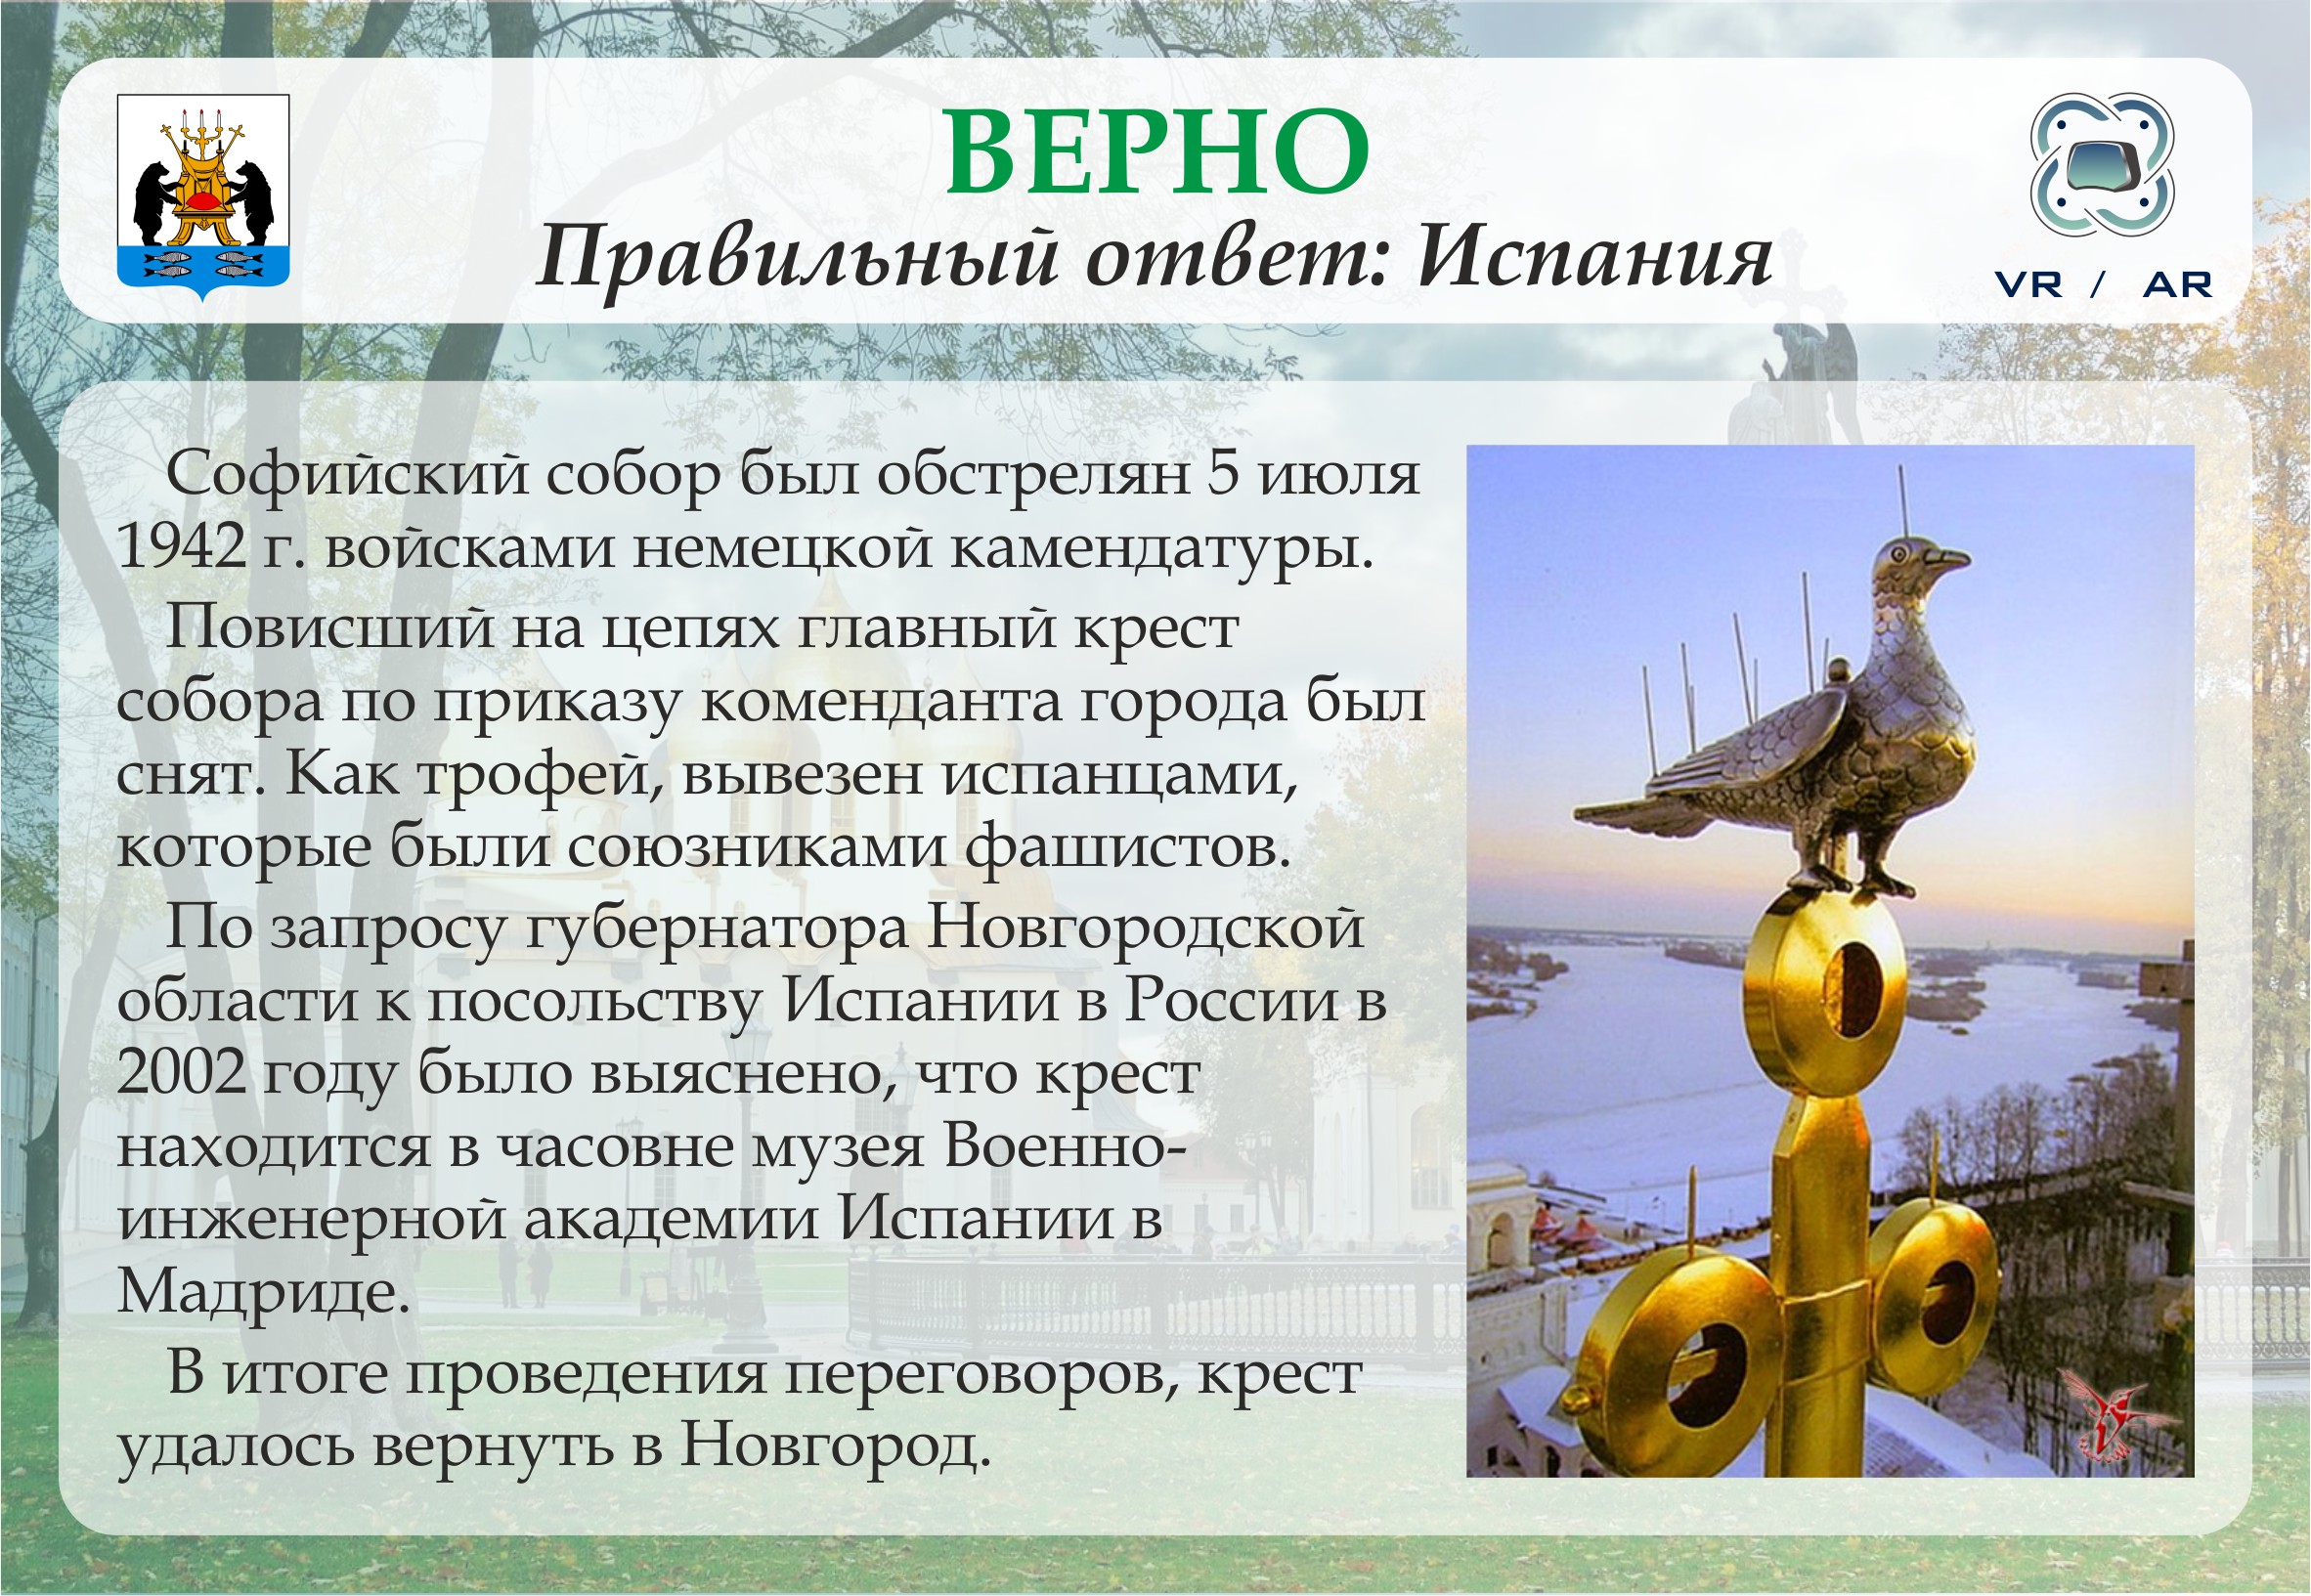 ВЕРНО
Правильный ответ: Испания
VR / AR
Софийский собор был обстрелян 5 июля
1942 г. войсками немецкой камендатуры.
Повисший на цепях главный крест
собора по приказу коменданта города был
снят. Как трофей, вывезен испанцами,
которые были союзниками фашистов.
По запросу губернатора Новгородской
области к посольству Испании в России в
2002 году было выяснено, что крест
находится в часовне музея Военно-
инженерной академии Испании в
Мадриде.
В итоге проведения переговоров, крест
удалось вернуть в Новгород.